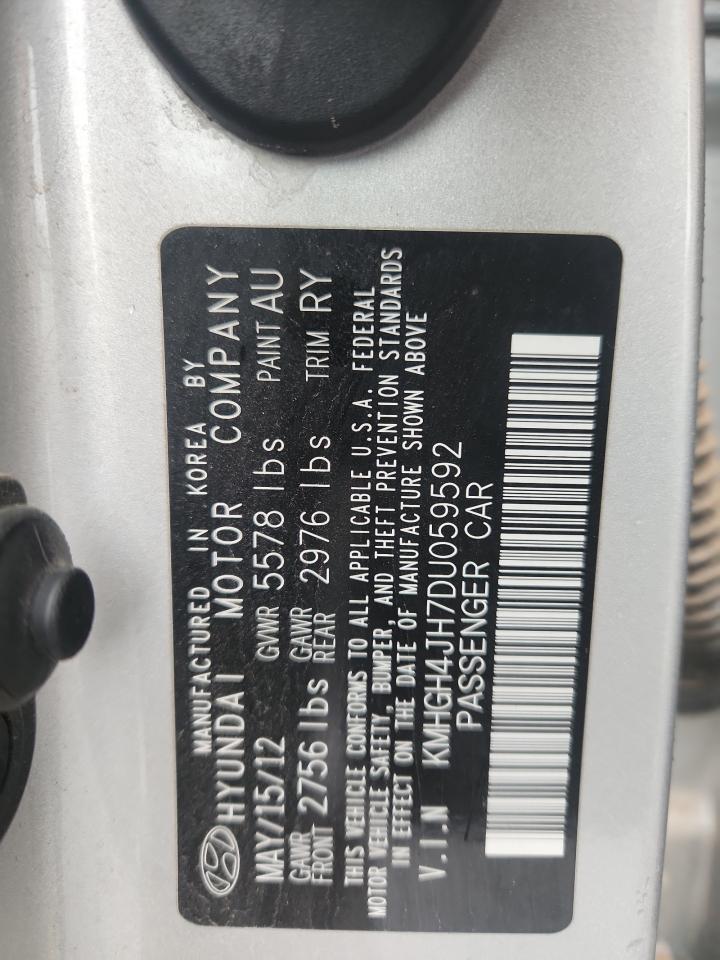 MANUFACTURED IN KOREA BY
HYUNDAI MOTOR COMPANY
MAY/15/12 GVWR 5578 lbs PAINT AU
GAWR FRONT 2756 lbs GAWR REAR 2976 lbs TRIM RY
THIS VEHICLE CONFORMS TO ALL APPLICABLE U.S.A. FEDERAL
MOTOR VEHICLE SAFETY, BUMPER, AND THEFT PREVENTION STANDARDS
IN EFFECT ON THE DATE OF MANUFACTURE SHOWN ABOVE
V.I.N KMHGH4JH7DU059592
PASSENGER CAR